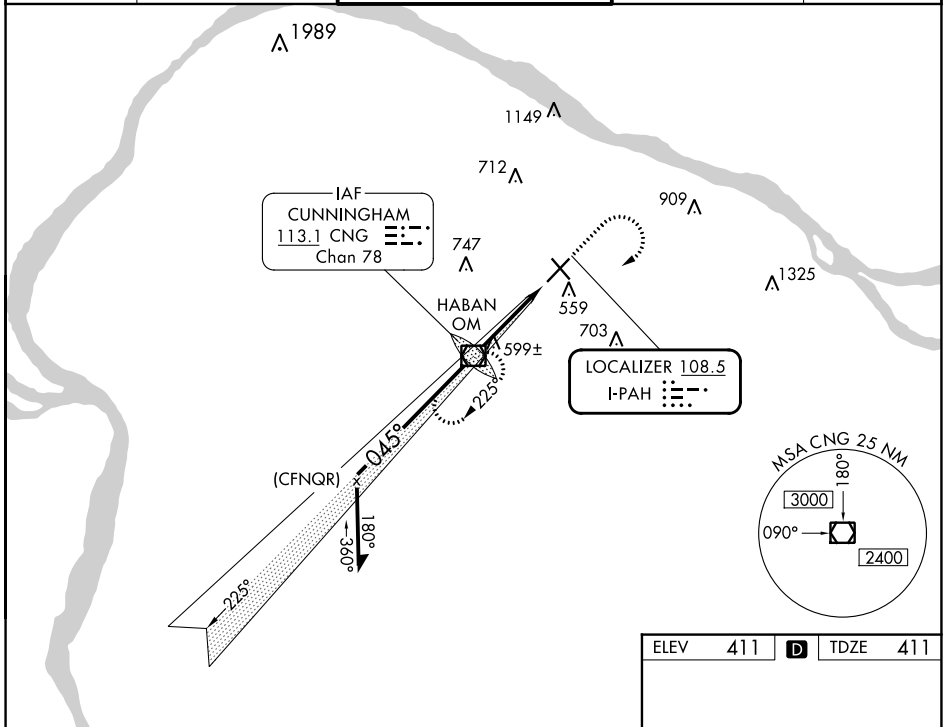 1989
1149
712
909
IAF
CUNNINGHAM
113.1 CNG
Chan 78
747
1325
HABAN
OM
559
703
599±
LOCALIZER 108.5
I-PAH
225°
045°
(CFNQR)
MSA CNG 25 NM
180°
3000
090°
2400
180°
360°
225°
ELEV 411 D TDZE 411